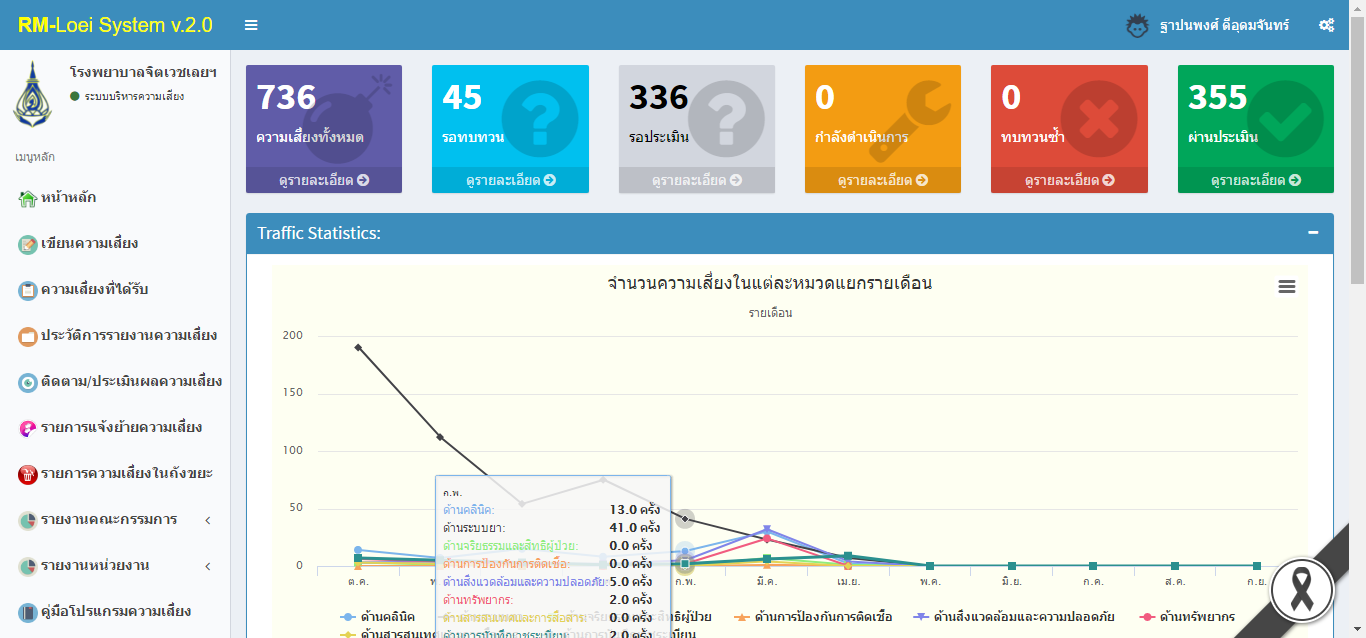 RM-Loei System v.2.0
ฐาปนพงศ์ ดีอุดมจันทร์
โรงพยาบาลจิตเวชเลยฯ
ระบบบริหารความเสี่ยง
เมนูหลัก
หน้าหลัก
เขียนความเสี่ยง
ความเสี่ยงที่ได้รับ
ประวัติการรายงานความเสี่ยง
ติดตาม/ประเมินผลความเสี่ยง
รายการแจ้งย้ายความเสี่ยง
รายการความเสี่ยงในถังขยะ
รายงานคณะกรรมการ
รายงานหน่วยงาน
คู่มือโปรแกรมความเสี่ยง
736
ความเสี่ยงทั้งหมด
ดูรายละเอียด
45
รอทบทวน
ดูรายละเอียด
336
รอประเมิน
ดูรายละเอียด
0
กำลังดำเนินการ
ดูรายละเอียด
0
ทบทวนซ้ำ
ดูรายละเอียด
355
ผ่านประเมิน
ดูรายละเอียด
Traffic Statistics:
จำนวนความเสี่ยงในแต่ละหมวดแยกรายเดือน
รายเดือน
200
150
100
50
0
ก.พ.
ด้านคลินิค: 13.0 ครั้ง
ด้านระบบยา: 41.0 ครั้ง
ด้านจริยธรรมและสิทธิผู้ป่วย: 0.0 ครั้ง
ด้านการป้องกันการติดเชื้อ: 0.0 ครั้ง
ด้านสิ่งแวดล้อมและความปลอดภัย: 5.0 ครั้ง
ด้านทรัพยากร: 2.0 ครั้ง
ด้านสารสนเทศและการสื่อสาร: 0.0 ครั้ง
ด้านการบันทึกเวชระเบียน: 2.0 ครั้ง
ต.ค. ก.พ. มี.ค. เม.ย. พ.ค. มิ.ย. ก.ค. ส.ค. ก.ย.
ด้านคลินิค ด้านการป้องกันการติดเชื้อ ด้านสิ่งแวดล้อมและความปลอดภัย ด้านทรัพยากร